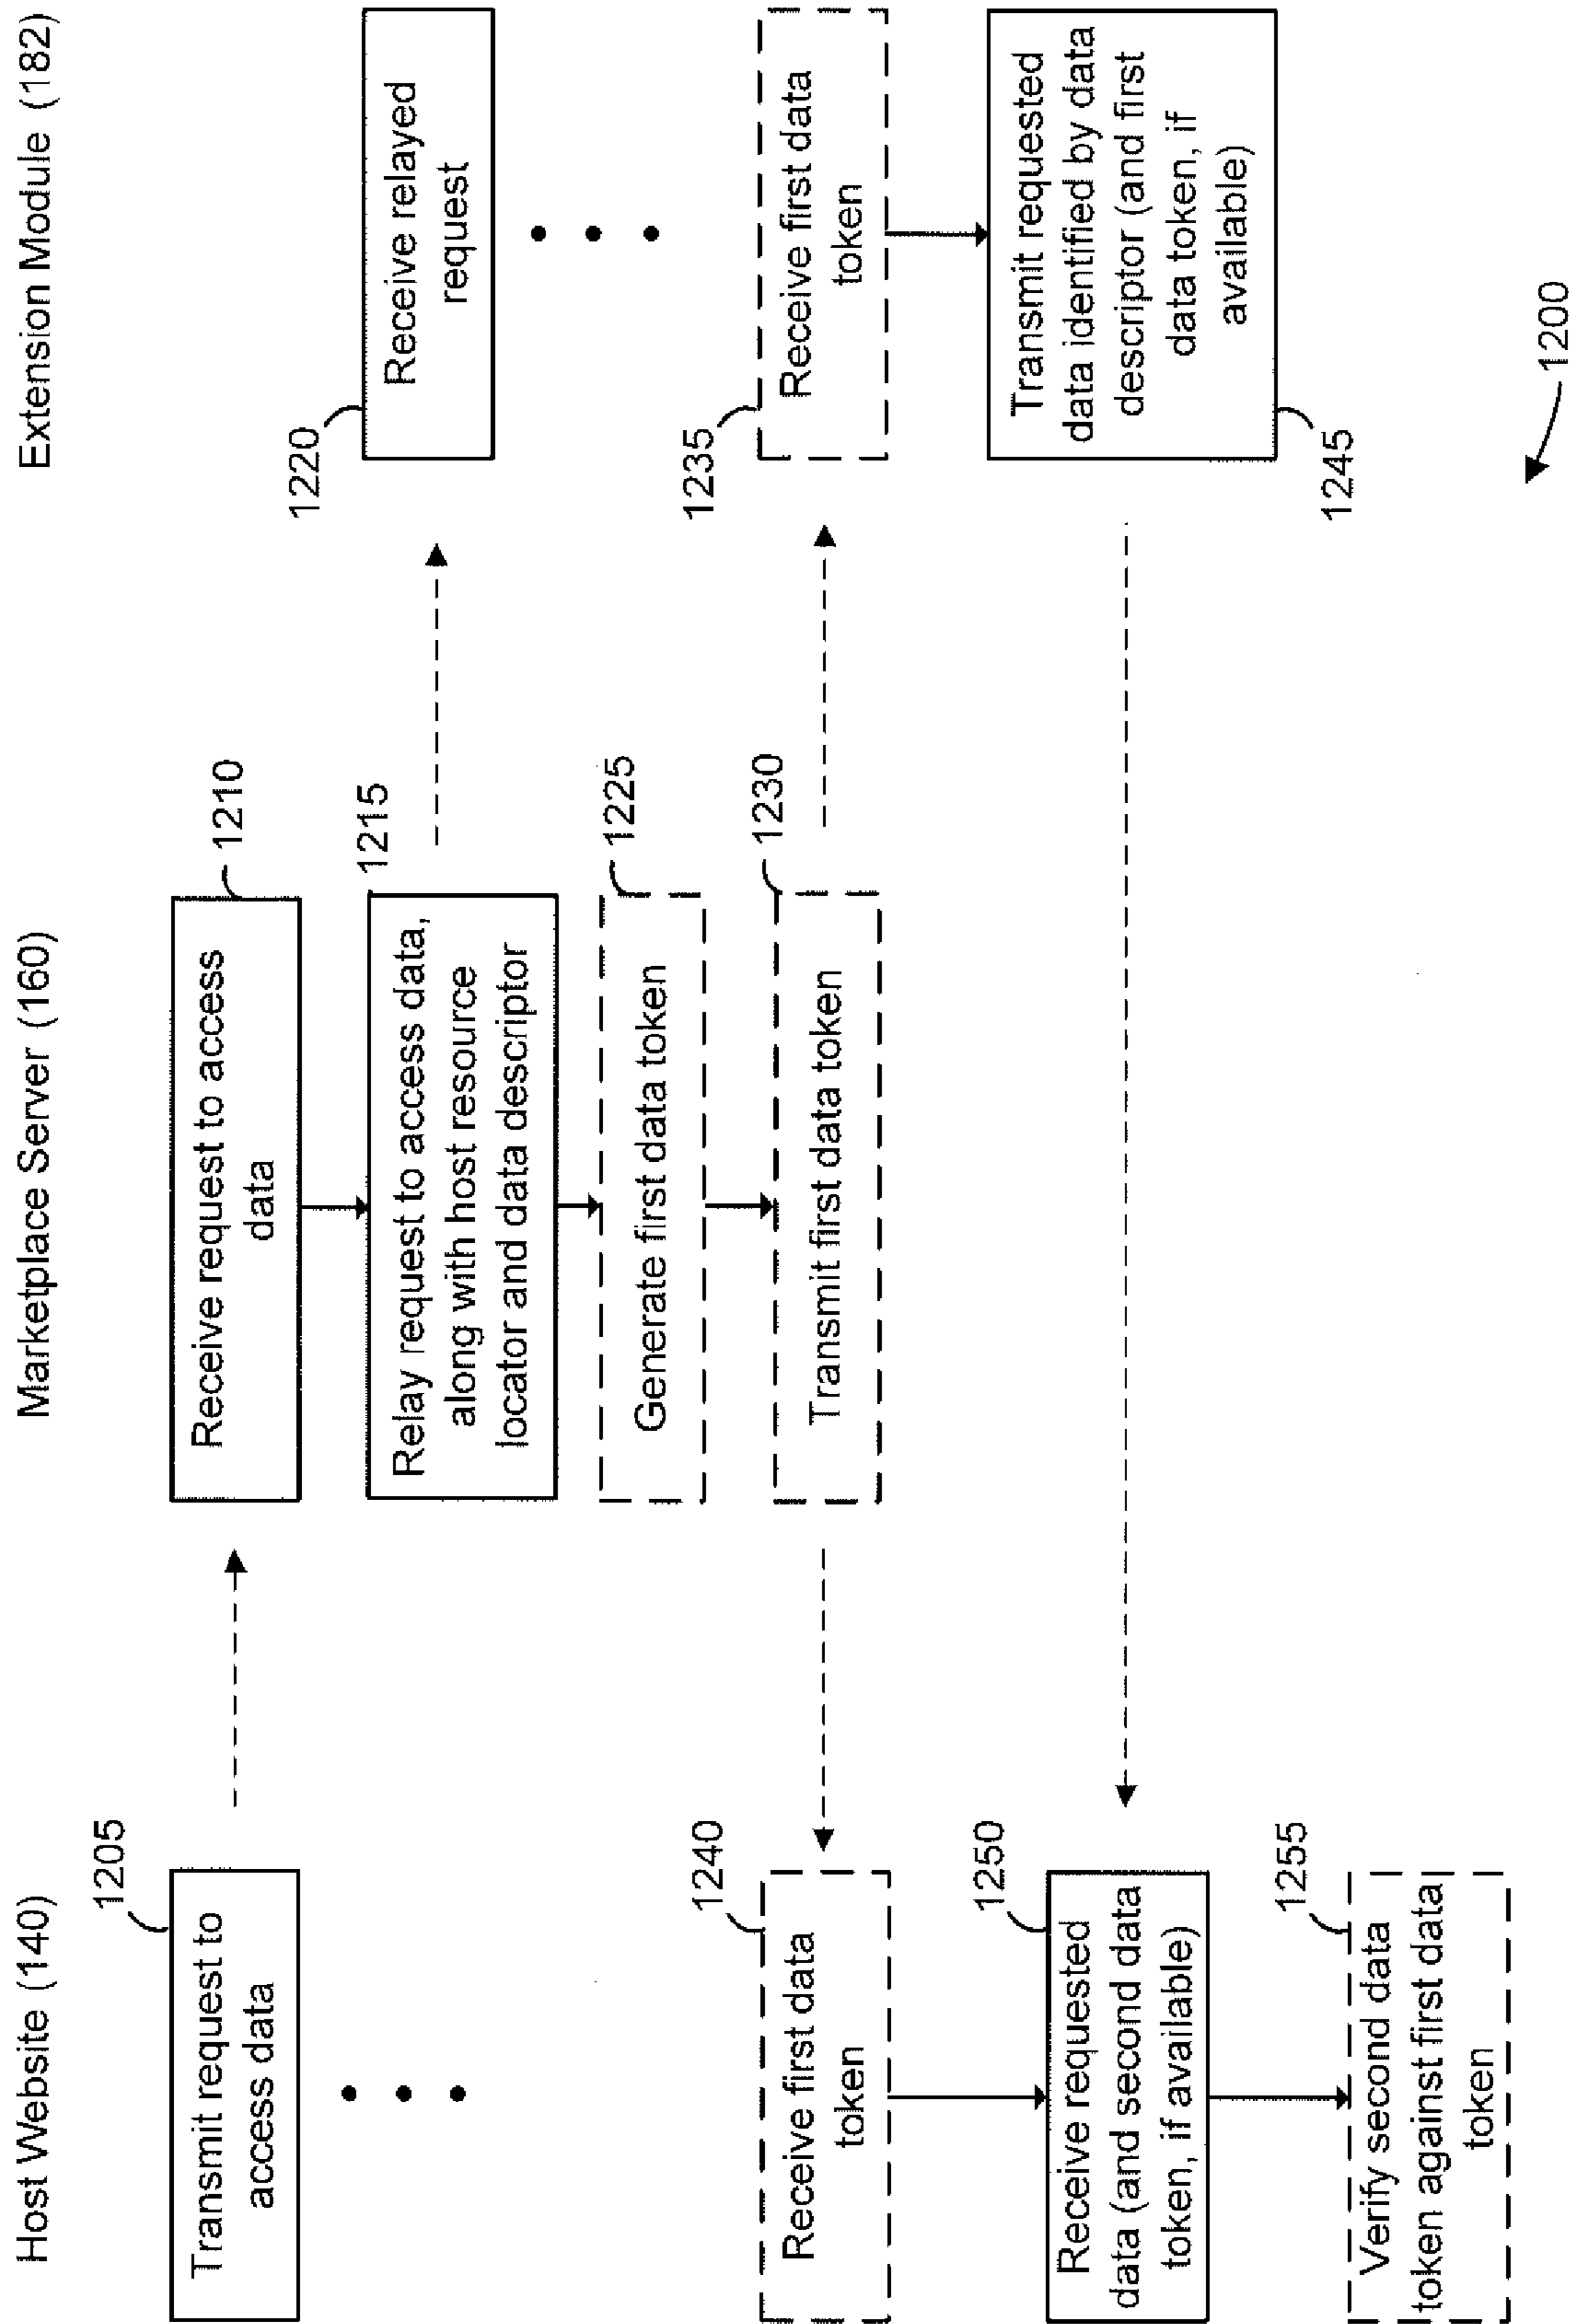 Host Website (140)
Marketplace Server (160)
Extension Module (182)
1205
Transmit request to
access data
Receive request to access
data
1210
Relay request to access data,
along with host resource
locator and data descriptor
1215
1220
Receive relayed
request
Generate first data token
1225
Transmit first data token
1230
1235
Receive first data
token
1240
Receive first data
token
Transmit requested
data identified by data
descriptor (and first
data token, if
available)
1245
1250
Receive requested
data (and second data
token, if available)
1255
Verify second data
token against first data
token
1200